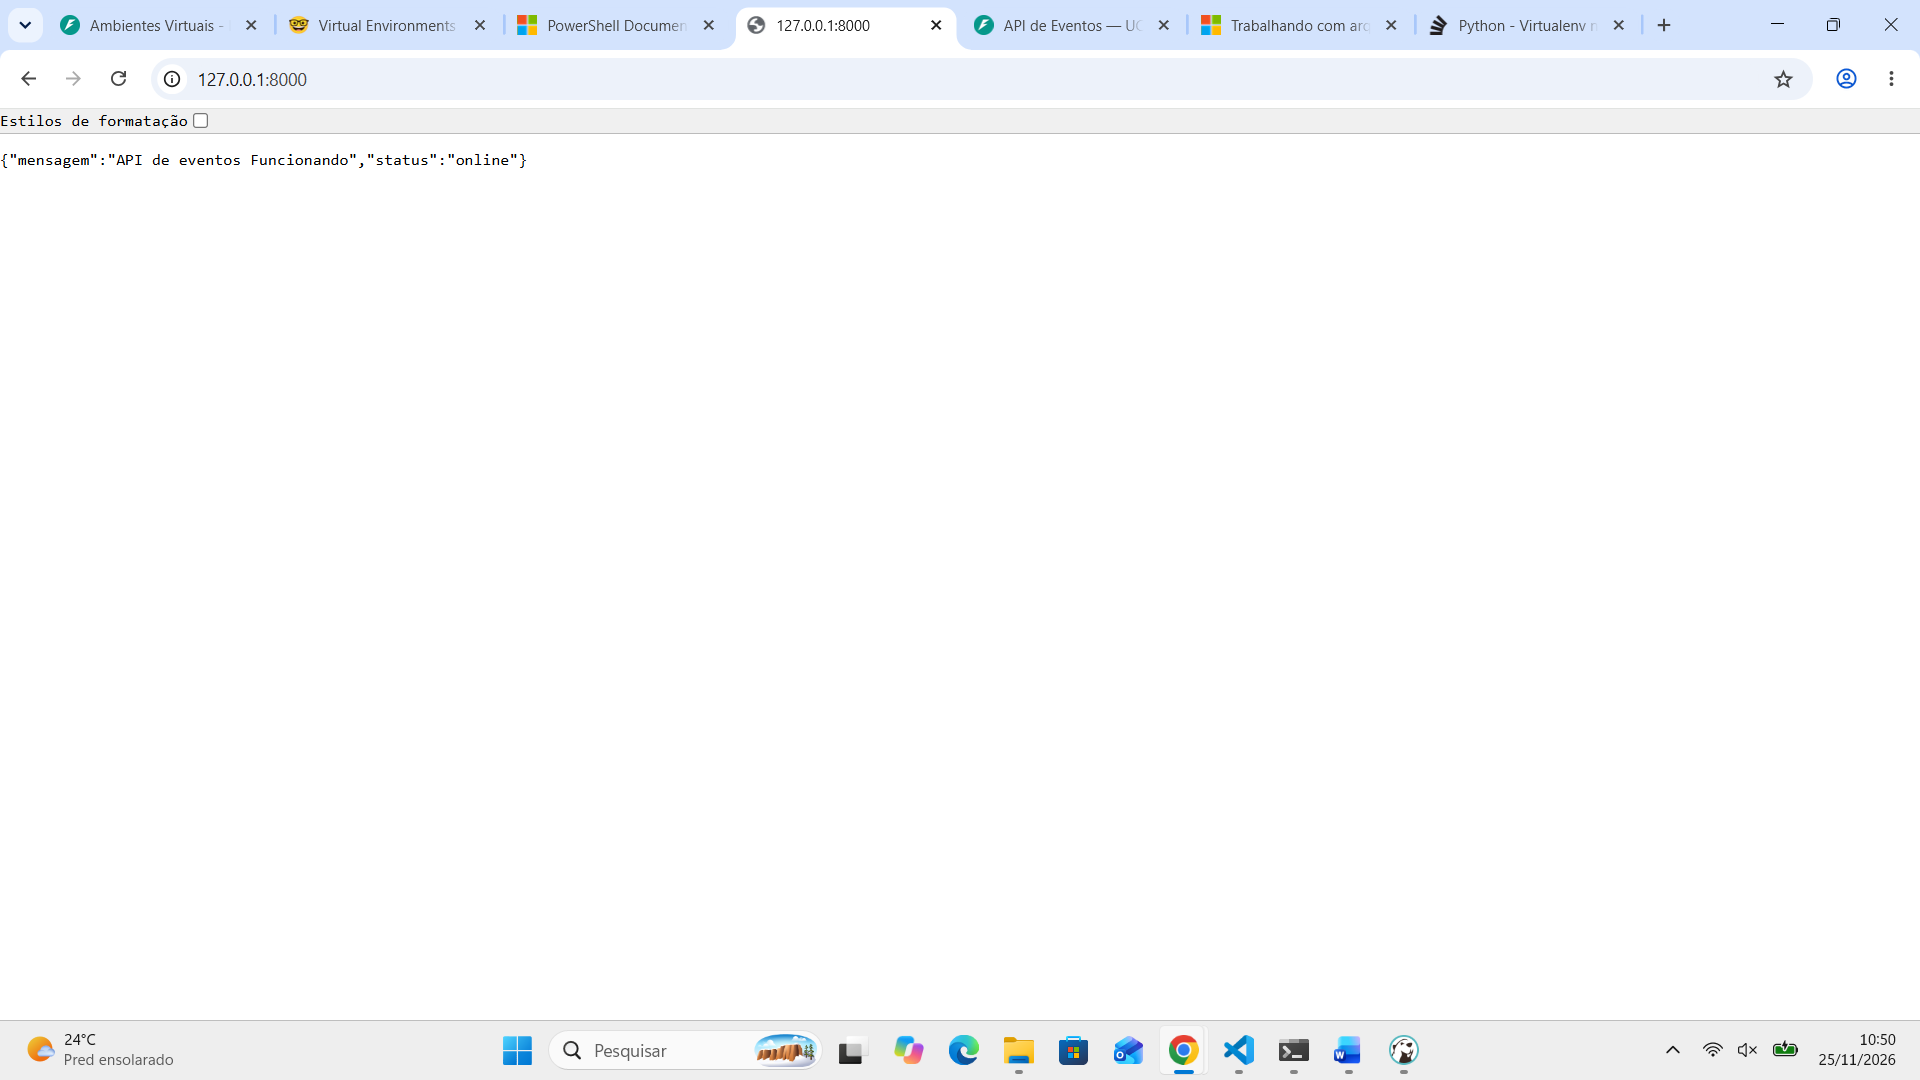 Ambientes Virtuais -
Virtual Environments
PowerShell Documen
127.0.0.1:8000
API de Eventos — UC
Trabalhando com arq
Python - Virtualenv n
127.0.0.1:8000
Estilos de formatação
{"mensagem":"API de eventos Funcionando","status":"online"}
24°C
Pred ensolarado
Pesquisar
10:50
25/11/2026